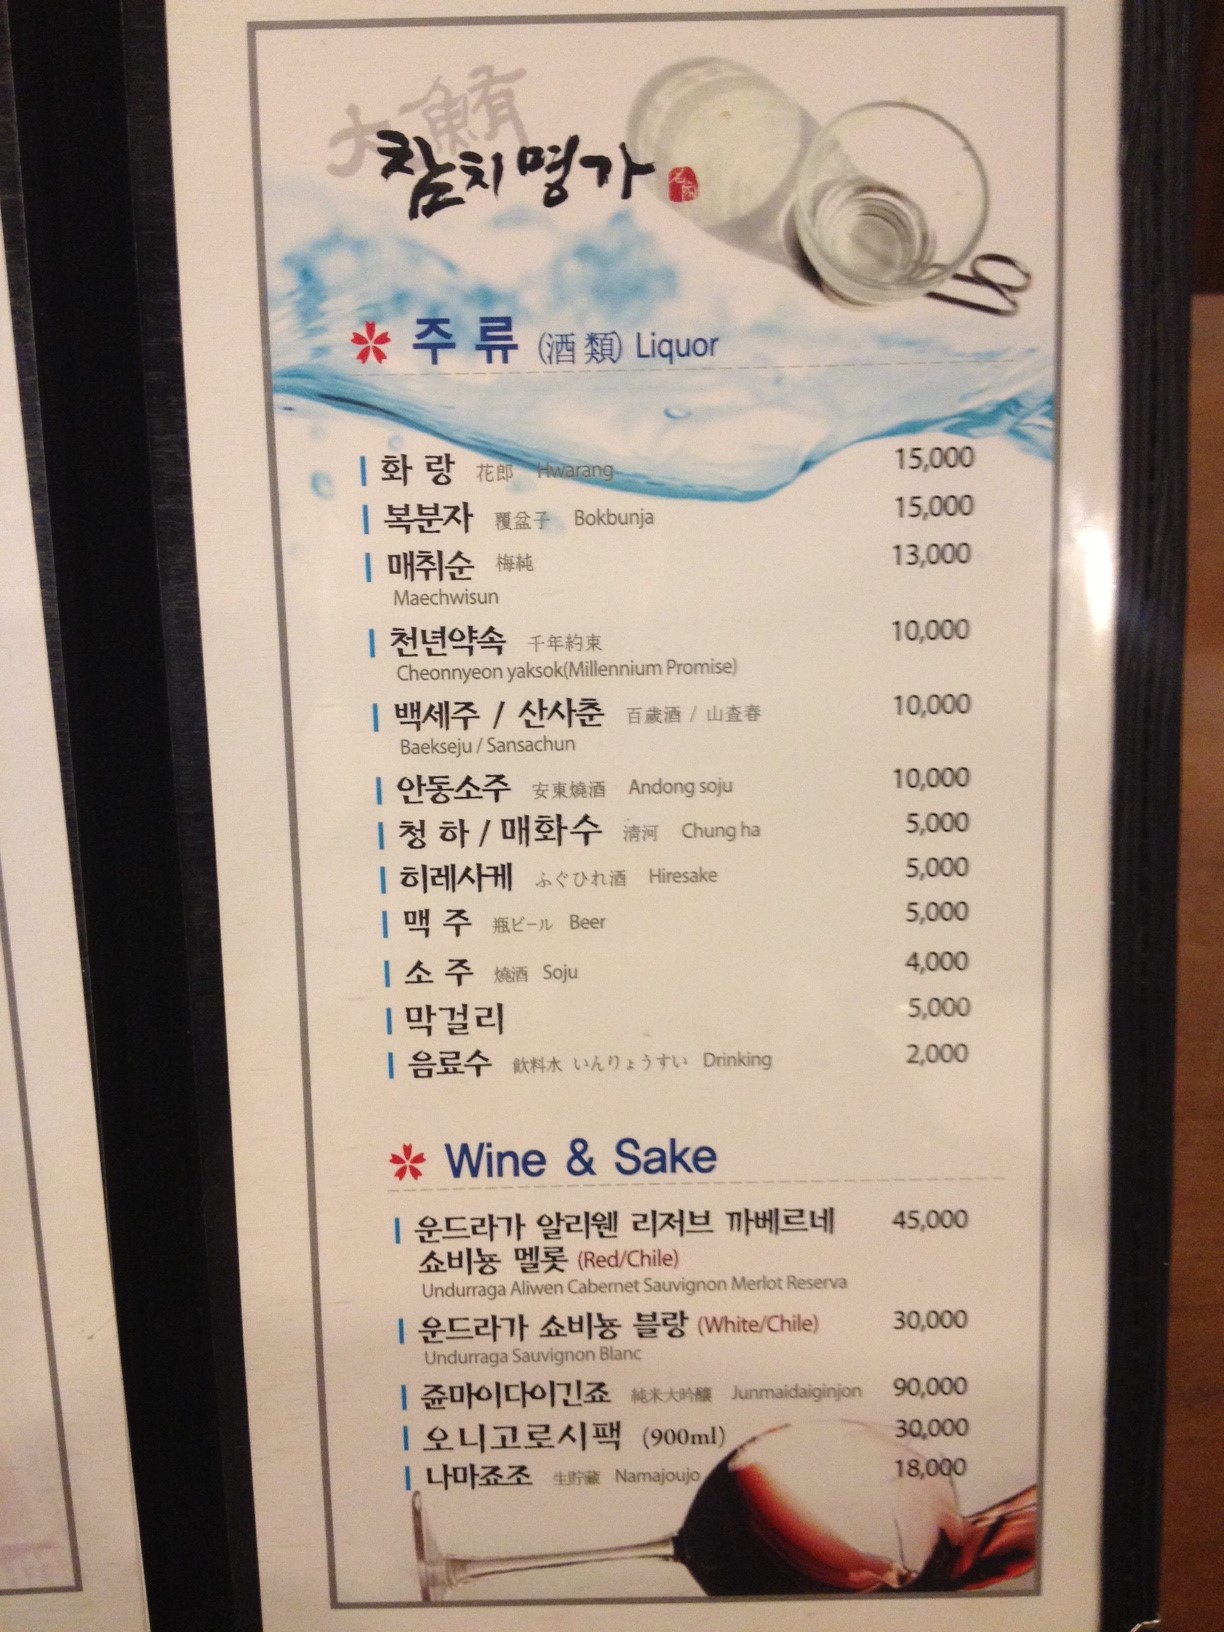 大鮪
참치명가
주 류 (酒 類) Liquor
화 랑 花郎 Hwarang 15,000
복분자 覆盆子 Bokbunja 15,000
매취순 梅純 13,000
Maechwisun
천년약속 千年約束 10,000
Cheonnyeon yaksok(Millennium Promise)
백세주 / 산사춘 百歲酒 / 山査春 10,000
Baekseju / Sansachun
안동소주 安東燒酒 Andong soju 10,000
청 하 / 매화수 淸河 Chung ha 5,000
히레사케 ふぐひれ酒 Hiresake 5,000
맥 주 瓶ビール Beer 5,000
소 주 燒酒 Soju 4,000
막걸리 5,000
음료수 飮料水 いんりょうすい Drinking 2,000
Wine & Sake
운드라가 알리웬 리저브 까베르네 45,000
쇼비뇽 멜롯 (Red/Chile)
Undurraga Aliwen Cabernet Sauvignon Merlot Reserva
운드라가 쇼비뇽 블랑 (White/Chile) 30,000
Undurraga Sauvignon Blanc
쥰마이다이긴죠 純米大吟釀 Junmaidaiginjon 90,000
오니고로시팩 (900ml) 30,000
나마죠조 生貯藏 Namajoujo 18,000